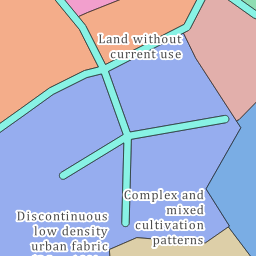 Land without
current use
Complex and
mixed
cultivation
patterns
Discontinuous
low density
urban fabric